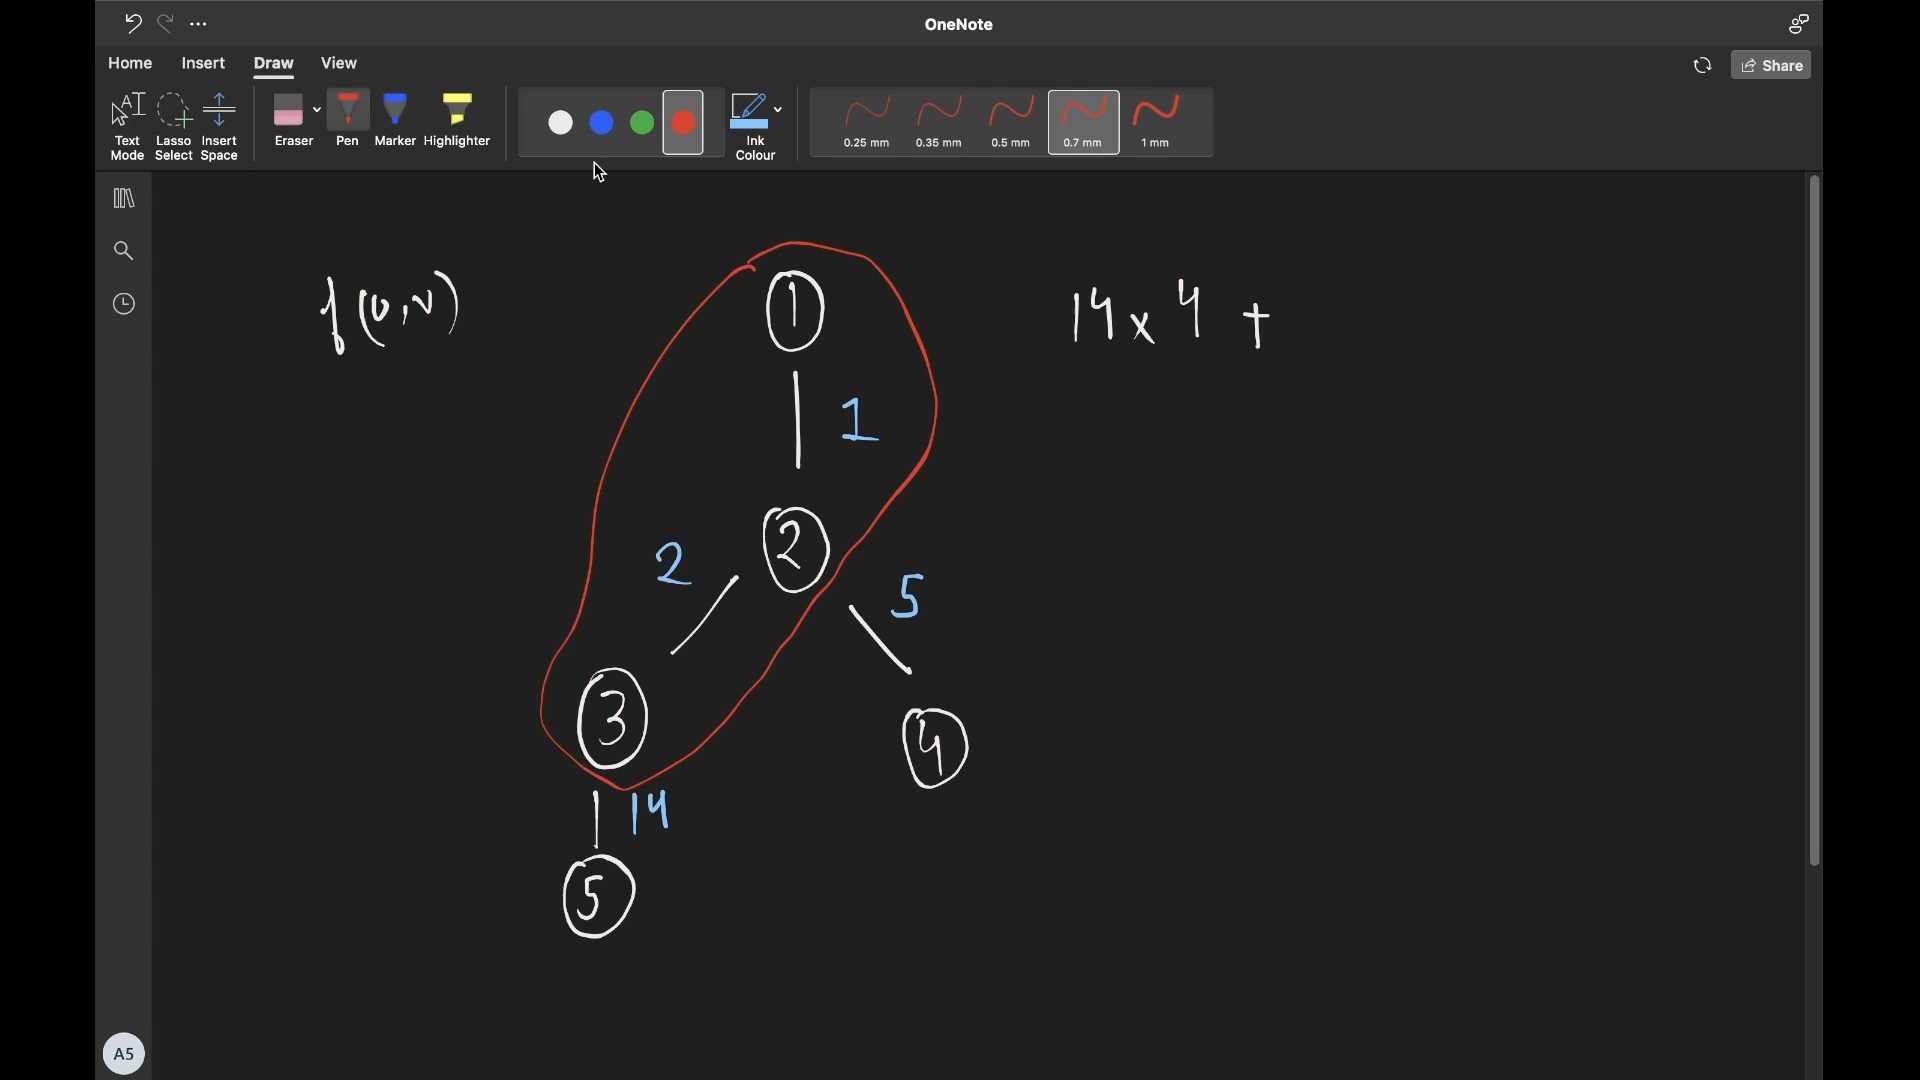 OneNote
Home Insert Draw View
Share
Text Mode
Lasso Select
Insert Space
Eraser
Pen
Marker
Highlighter
Ink Colour
0.25 mm
0.35 mm
0.5 mm
0.7 mm
1 mm
f(u,v)
1
14 x 4 +
1
2
2
5
3
4
14
5
A5